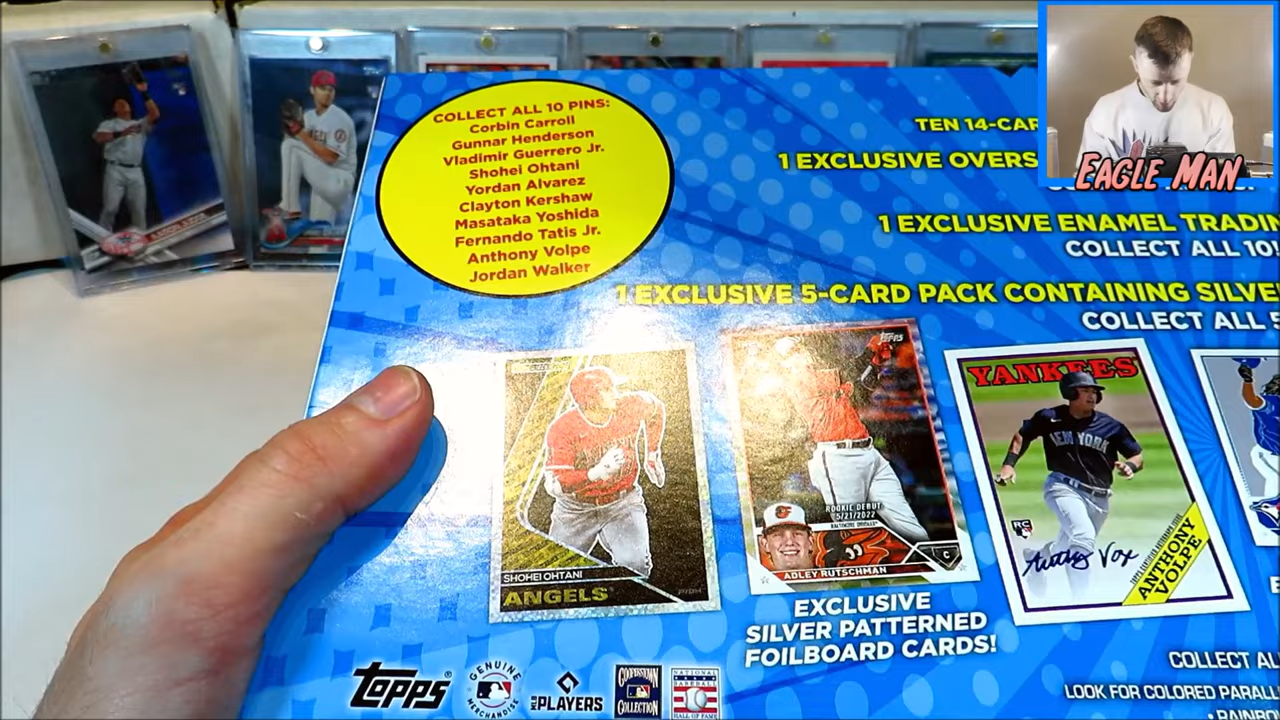 COLLECT ALL 10 PINS:
Corbin Carroll
Gunnar Henderson
Vladimir Guerrero Jr.
Shohei Ohtani
Yordan Alvarez
Clayton Kershaw
Masataka Yoshida
Fernando Tatis Jr.
Anthony Volpe
Jordan Walker
TEN 14-CAR
1 EXCLUSIVE OVERS
EAGLE MAN
1 EXCLUSIVE ENAMEL TRADIN
COLLECT ALL 10!
1 EXCLUSIVE 5-CARD PACK CONTAINING SILVE
COLLECT ALL 5
SHOHEI OHTANI
ANGELS
Topps
ROOKIE DEBUT
5/21/2022
BALTIMORE ORIOLES
C
ADLEY RUTSCHMAN
YANKEES
NEW YORK
RC
ANTHONY
VOLPE
EXCLUSIVE
SILVER PATTERNED
FOILBOARD CARDS!
COLLECT AL
LOOK FOR COLORED PARALL
RAINBOW
Topps
GENUINE
MERCHANDISE
MLB PLAYERS
COOPERSTOWN
COLLECTION
NATIONAL
BASEBALL
HALL OF FAME